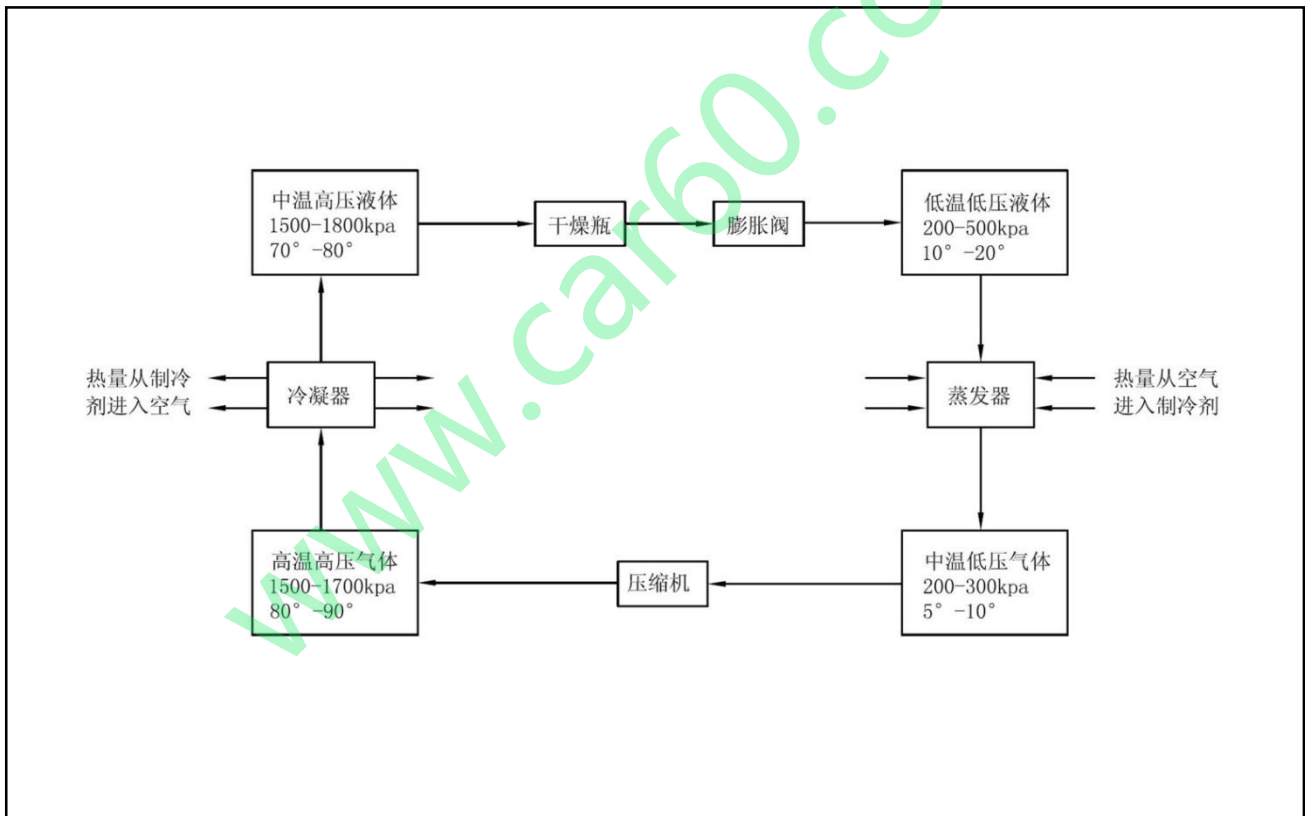 中温高压液体
1500-1800kpa
70° -80°
干燥瓶
膨胀阀
低温低压液体
200-500kpa
10° -20°
热量从制冷
剂进入空气
冷凝器
蒸发器
热量从空气
进入制冷剂
高温高压气体
1500-1700kpa
80° -90°
压缩机
中温低压气体
200-300kpa
5° -10°
www.car60.co